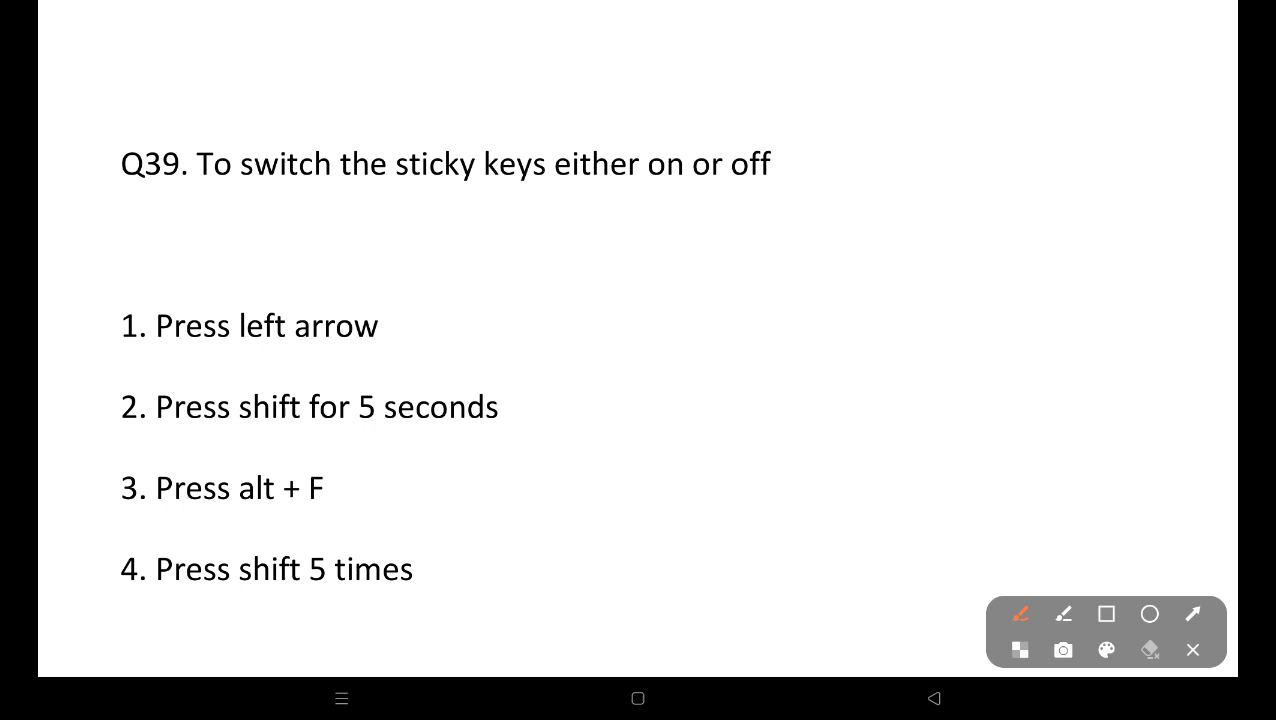 Q39. To switch the sticky keys either on or off
1. Press left arrow
2. Press shift for 5 seconds
3. Press alt + F
4. Press shift 5 times